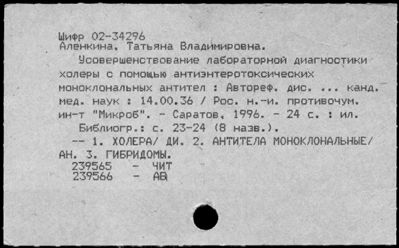 Шифр 02-34296
Аленкина, Татьяна Владимировна.
Усовершенствование лабораторной диагностики
холеры с помощью антиэнтеротоксических
моноклональных антител : Автореф. дис. ... канд.
мед. наук : 14.00.36 / Рос. н.-и. противочум.
ин-т "Микроб". - Саратов, 1996. - 24 с. : ил.
Библиогр.: с. 23-24 (8 назв.).
-- 1. ХОЛЕРА/ ДИ. 2. АНТИТЕЛА МОНОКЛОНАЛЬНЫЕ/
АН. 3. ГИБРИДОМЫ.
239565 - ЧИТ
239566 - АВ